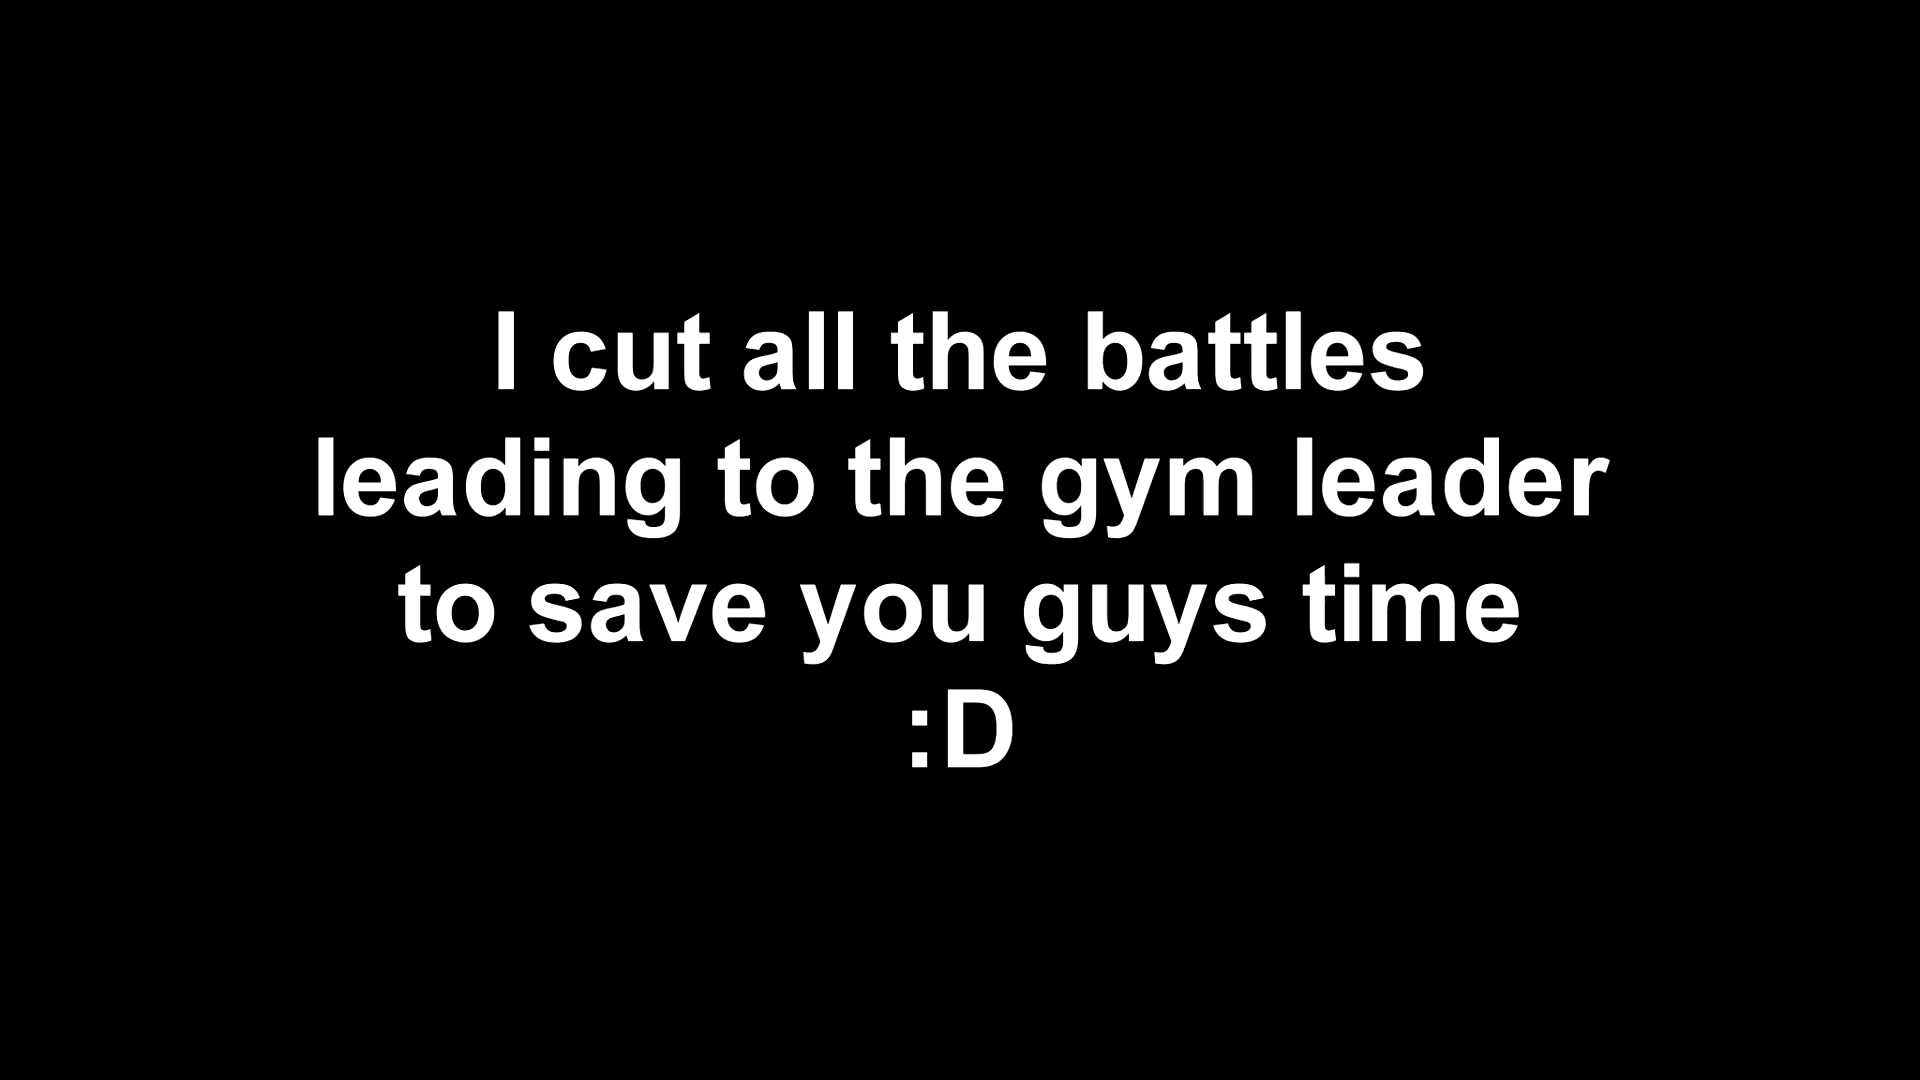 I cut all the battles
leading to the gym leader
to save you guys time
:D